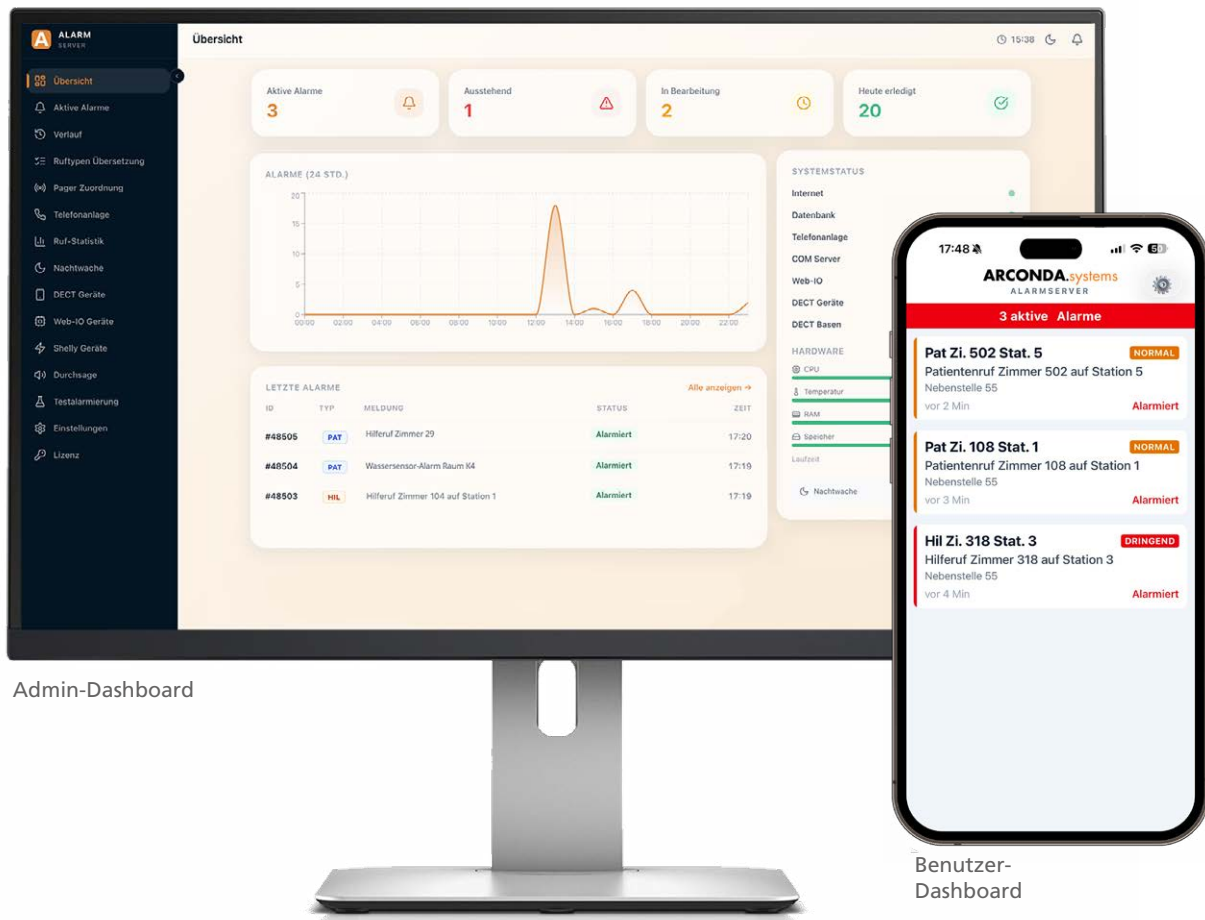 ALARM
SERVER
Übersicht
Aktive Alarme
Verlauf
Ruftypen Übersetzung
Pager Zuordnung
Telefonanlage
Ruf-Statistik
Nachtwache
DECT Geräte
Web-IO Geräte
Shelly Geräte
Durchsage
Testalarmierung
Einstellungen
Lizenz
Übersicht
15:38
Aktive Alarme
3
Ausstehend
1
In Bearbeitung
2
Heute erledigt
20
ALARME (24 STD.)
20
15
10
5
0
00:00 02:00 04:00 06:00 08:00 10:00 12:00 14:00 16:00 18:00 20:00 22:00
LETZTE ALARME
Alle anzeigen →
ID TYP MELDUNG STATUS ZEIT
#48505 PAT Hilferuf Zimmer 29 Alarmiert 17:20
#48504 PAT Wassersensor-Alarm Raum K4 Alarmiert 17:19
#48503 HIL Hilferuf Zimmer 104 auf Station 1 Alarmiert 17:19
SYSTEMSTATUS
Internet
Datenbank
Telefonanlage
COM Server
Web-IO
DECT Geräte
DECT Basen
HARDWARE
CPU
Temperatur
RAM
Speicher
Laufzeit
Nachtwache
17:48
50
ARCONDA.systems
ALARMSERVER
3 aktive Alarme
Pat Zi. 502 Stat. 5 NORMAL
Patientenruf Zimmer 502 auf Station 5
Nebenstelle 55
vor 2 Min Alarmiert
Pat Zi. 108 Stat. 1 NORMAL
Patientenruf Zimmer 108 auf Station 1
Nebenstelle 55
vor 3 Min Alarmiert
Hil Zi. 318 Stat. 3 DRINGEND
Hilferuf Zimmer 318 auf Station 3
Nebenstelle 55
vor 4 Min Alarmiert
Admin-Dashboard
Benutzer-
Dashboard